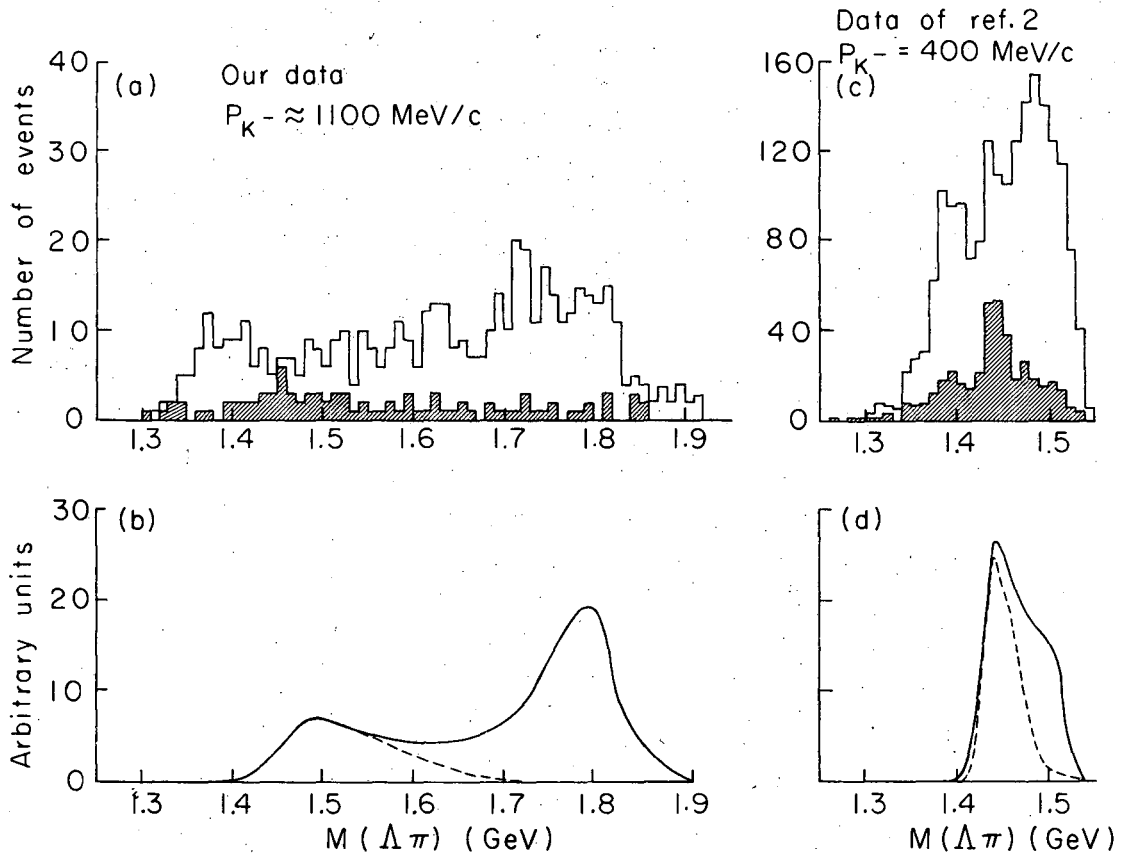 Data of ref. 2
P_K- = 400 MeV/c
Our data
P_K- ≈ 1100 MeV/c
(a)
40
30
20
10
0
Number of events
1.3 1.4 1.5 1.6 1.7 1.8 1.9
(c)
160
120
80
40
0
1.3 1.4 1.5
(b)
30
20
10
0
Arbitrary units
1.3 1.4 1.5 1.6 1.7 1.8 1.9
M (Λπ) (GeV)
(d)
1.3 1.4 1.5
M (Λπ) (GeV)